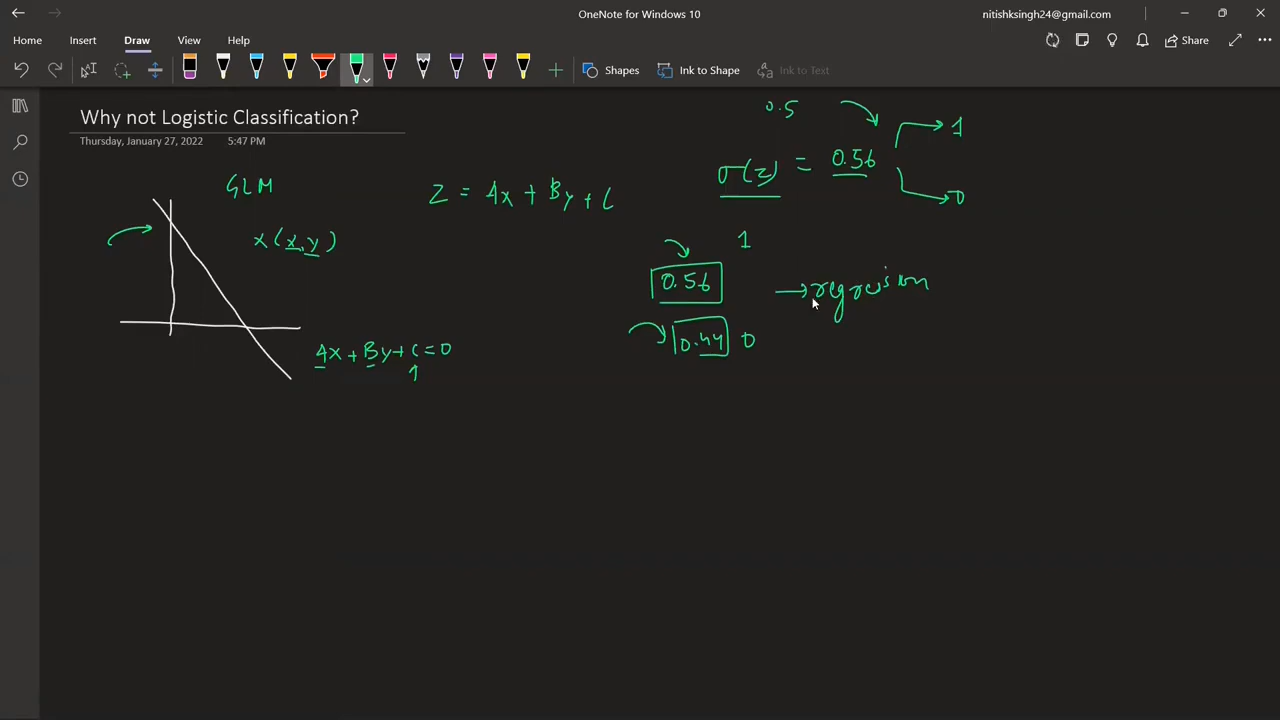 OneNote for Windows 10
nitishksingh24@gmail.com
Home Insert Draw View Help
Share
Shapes
Ink to Shape
Ink to Text
Why not Logistic Classification?
Thursday, January 27, 2022 5:47 PM
0.5
1
σ(z) = 0.56
0
GLM
Z = Ax + By + C
x(x, y)
1
0.56
→ regression
0.44 0
Ax + By + C = 0